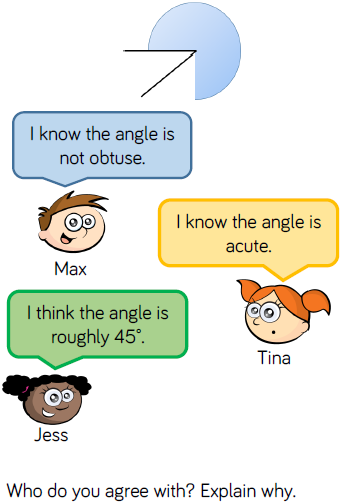 I know the angle is
not obtuse.
Max
I know the angle is
acute.
Tina
I think the angle is
roughly 45°.
Jess
Who do you agree with? Explain why.